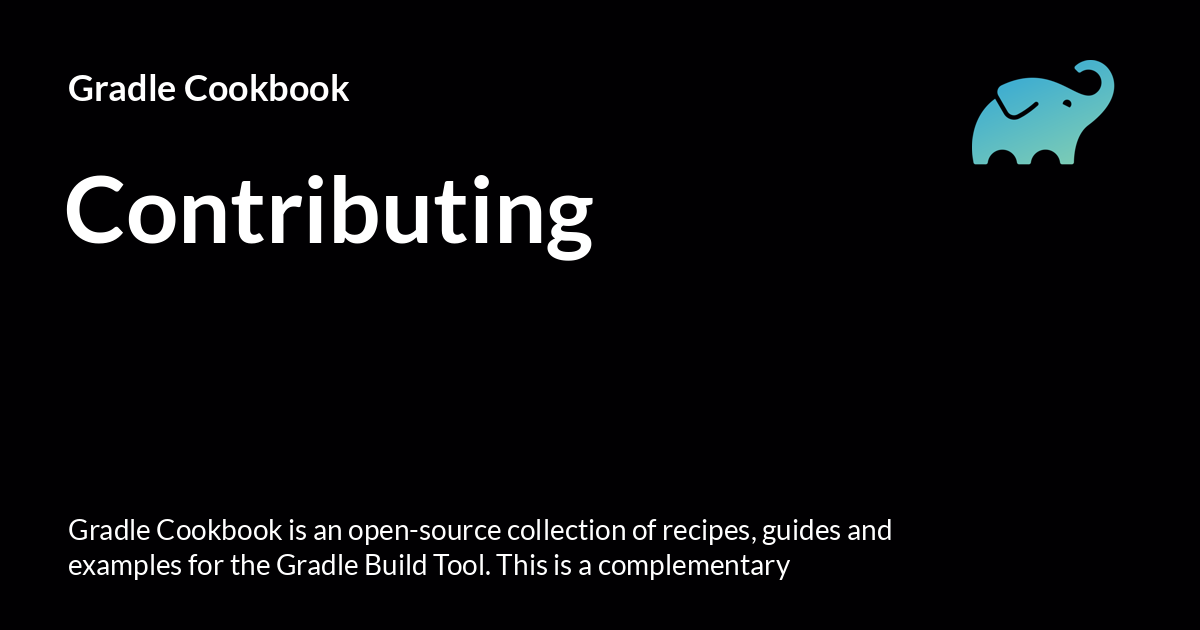 Gradle Cookbook
Contributing
Gradle Cookbook is an open-source collection of recipes, guides and
examples for the Gradle Build Tool. This is a complementary